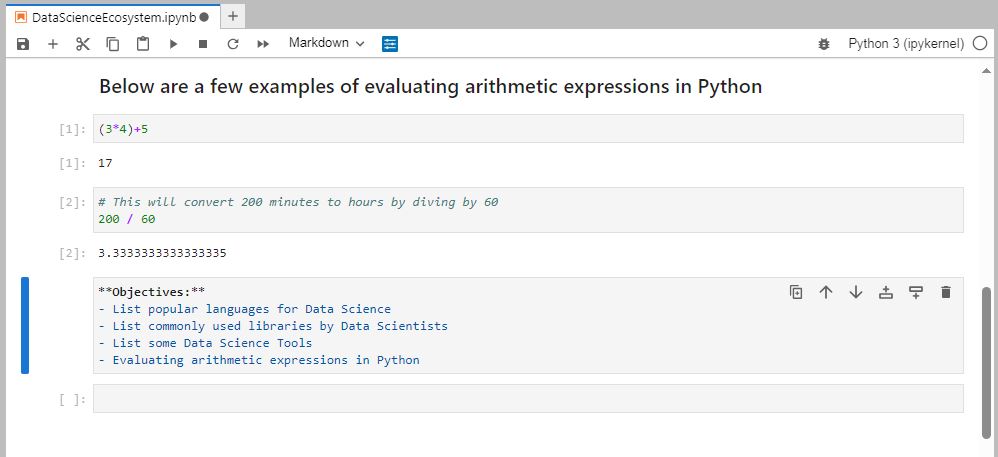 DataScienceEcosystem.ipynb
Markdown
Python 3 (ipykernel)
Below are a few examples of evaluating arithmetic expressions in Python
[1]: (3*4)+5
[1]: 17
[2]: # This will convert 200 minutes to hours by diving by 60
200 / 60
[2]: 3.3333333333333335
**Objectives:**
- List popular languages for Data Science
- List commonly used libraries by Data Scientists
- List some Data Science Tools
- Evaluating arithmetic expressions in Python
[ ]: